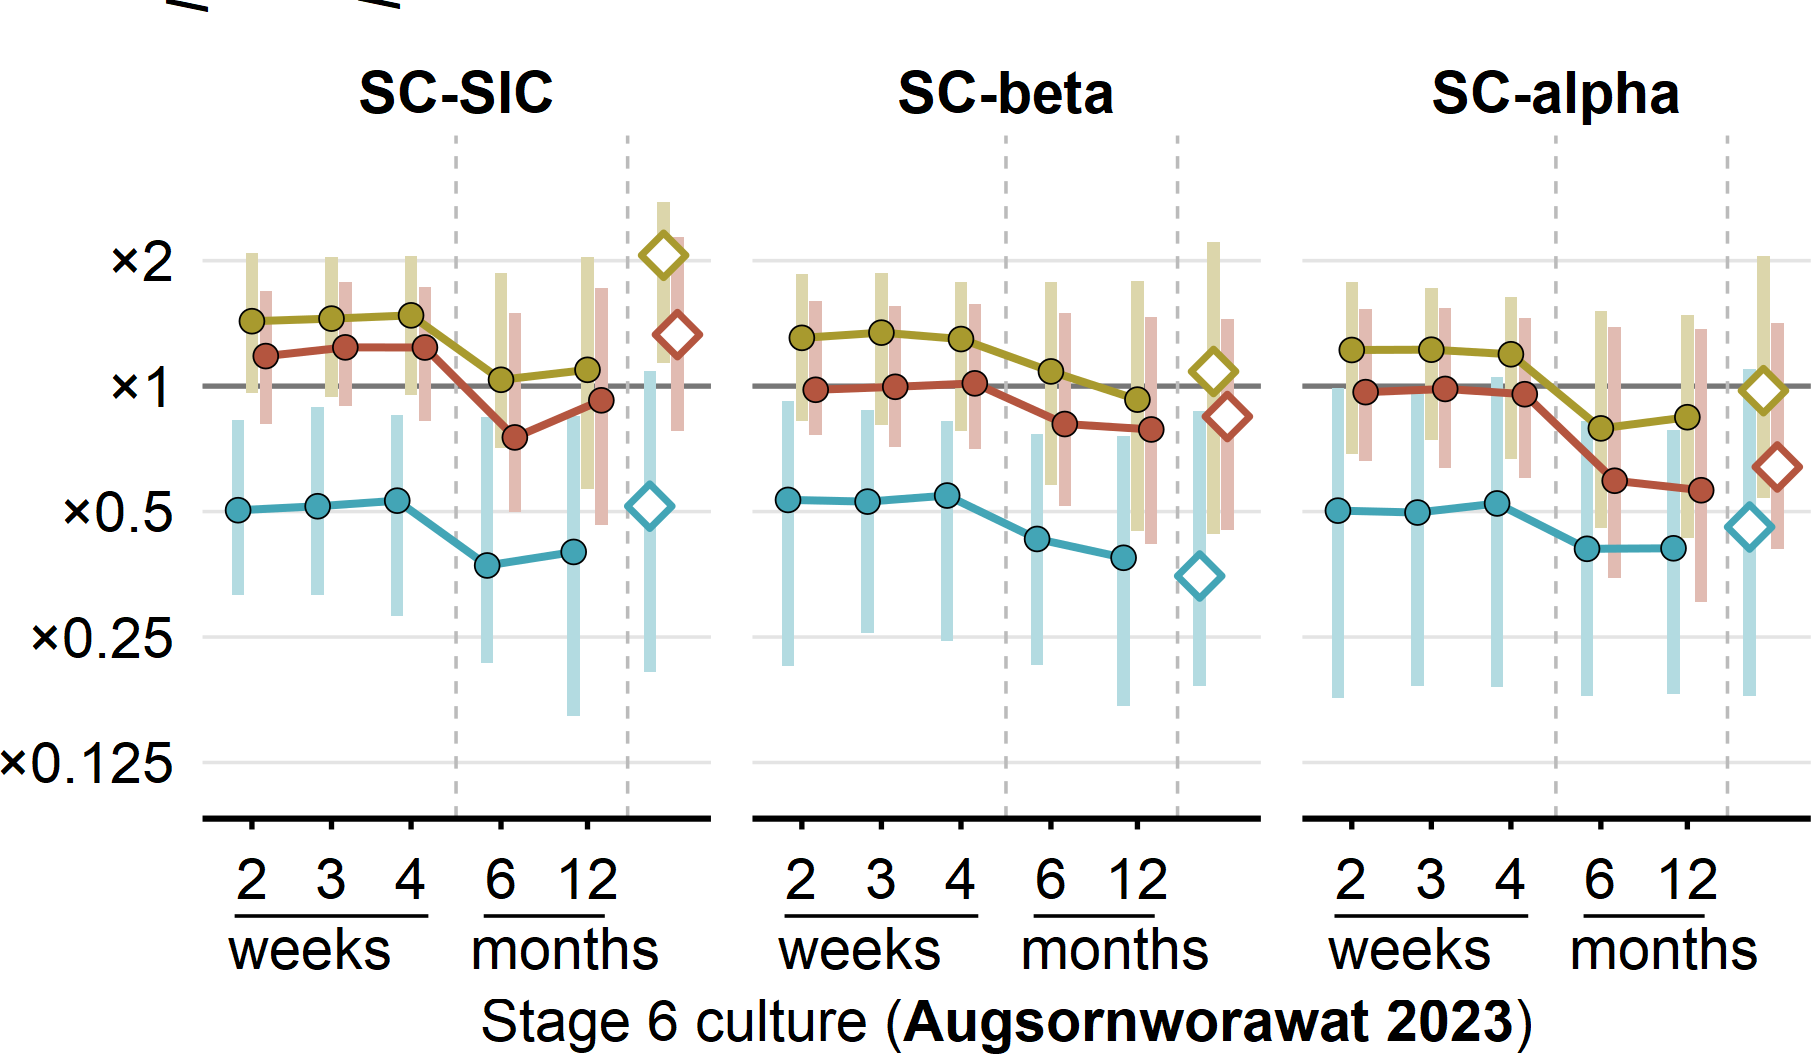 SC-SIC SC-beta SC-alpha
×2
×1
×0.5
×0.25
×0.125
2 3 4 6 12 2 3 4 6 12 2 3 4 6 12
weeks months weeks months weeks months
Stage 6 culture (Augsornworawat 2023)